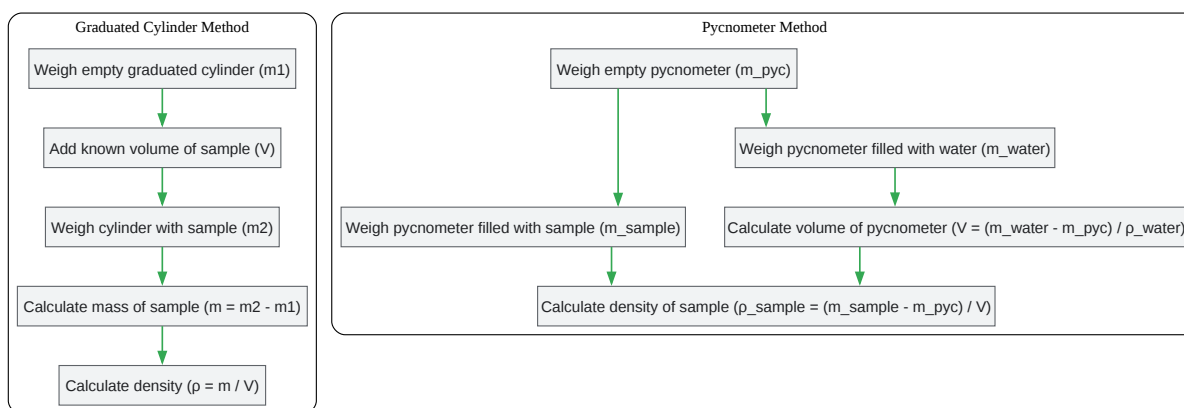 Graduated Cylinder Method
Weigh empty graduated cylinder (m1)
Add known volume of sample (V)
Weigh cylinder with sample (m2)
Calculate mass of sample (m = m2 - m1)
Calculate density (ρ = m / V)
Pycnometer Method
Weigh empty pycnometer (m_pyc)
Weigh pycnometer filled with water (m_water)
Weigh pycnometer filled with sample (m_sample)
Calculate volume of pycnometer (V = (m_water - m_pyc) / ρ_water)
Calculate density of sample (ρ_sample = (m_sample - m_pyc) / V)